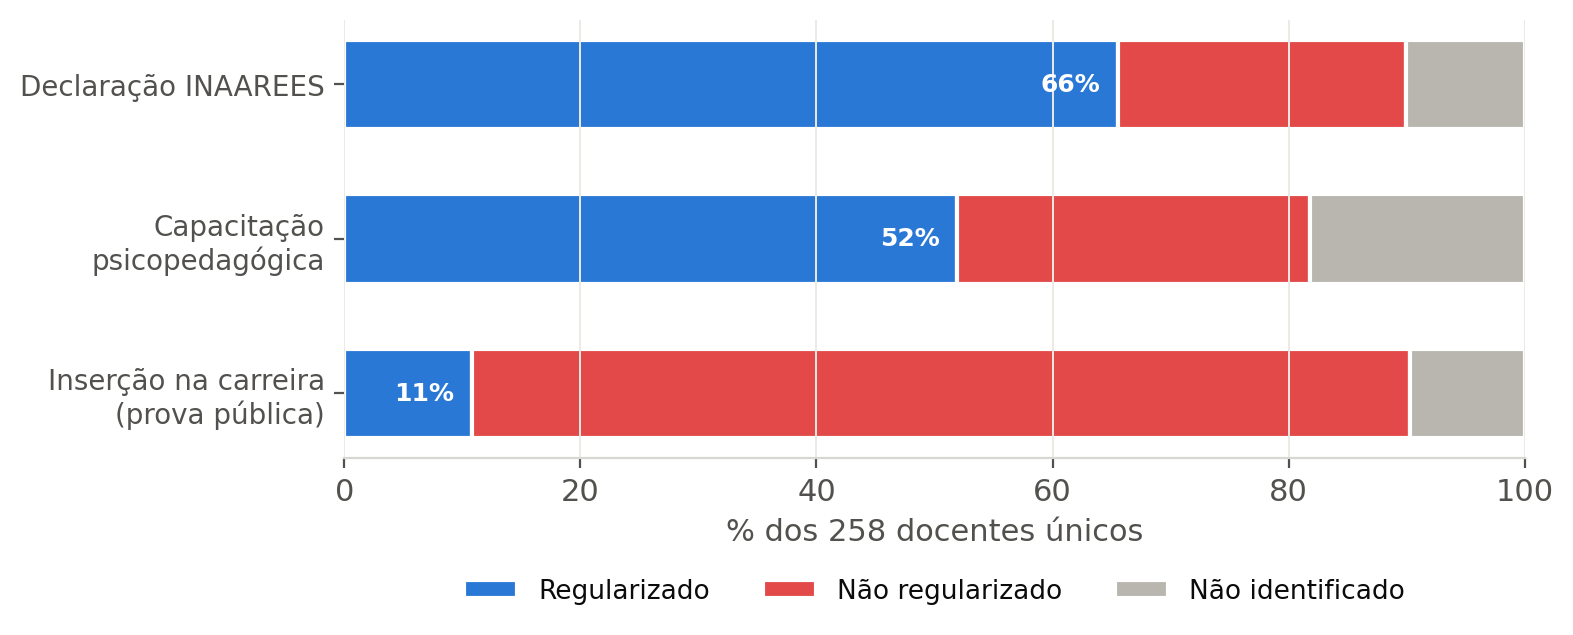 Declaração INAAREES
66%
Capacitação
psicopedagógica
52%
Inserção na carreira
(prova pública)
11%
0 20 40 60 80 100
% dos 258 docentes únicos
Regularizado Não regularizado Não identificado